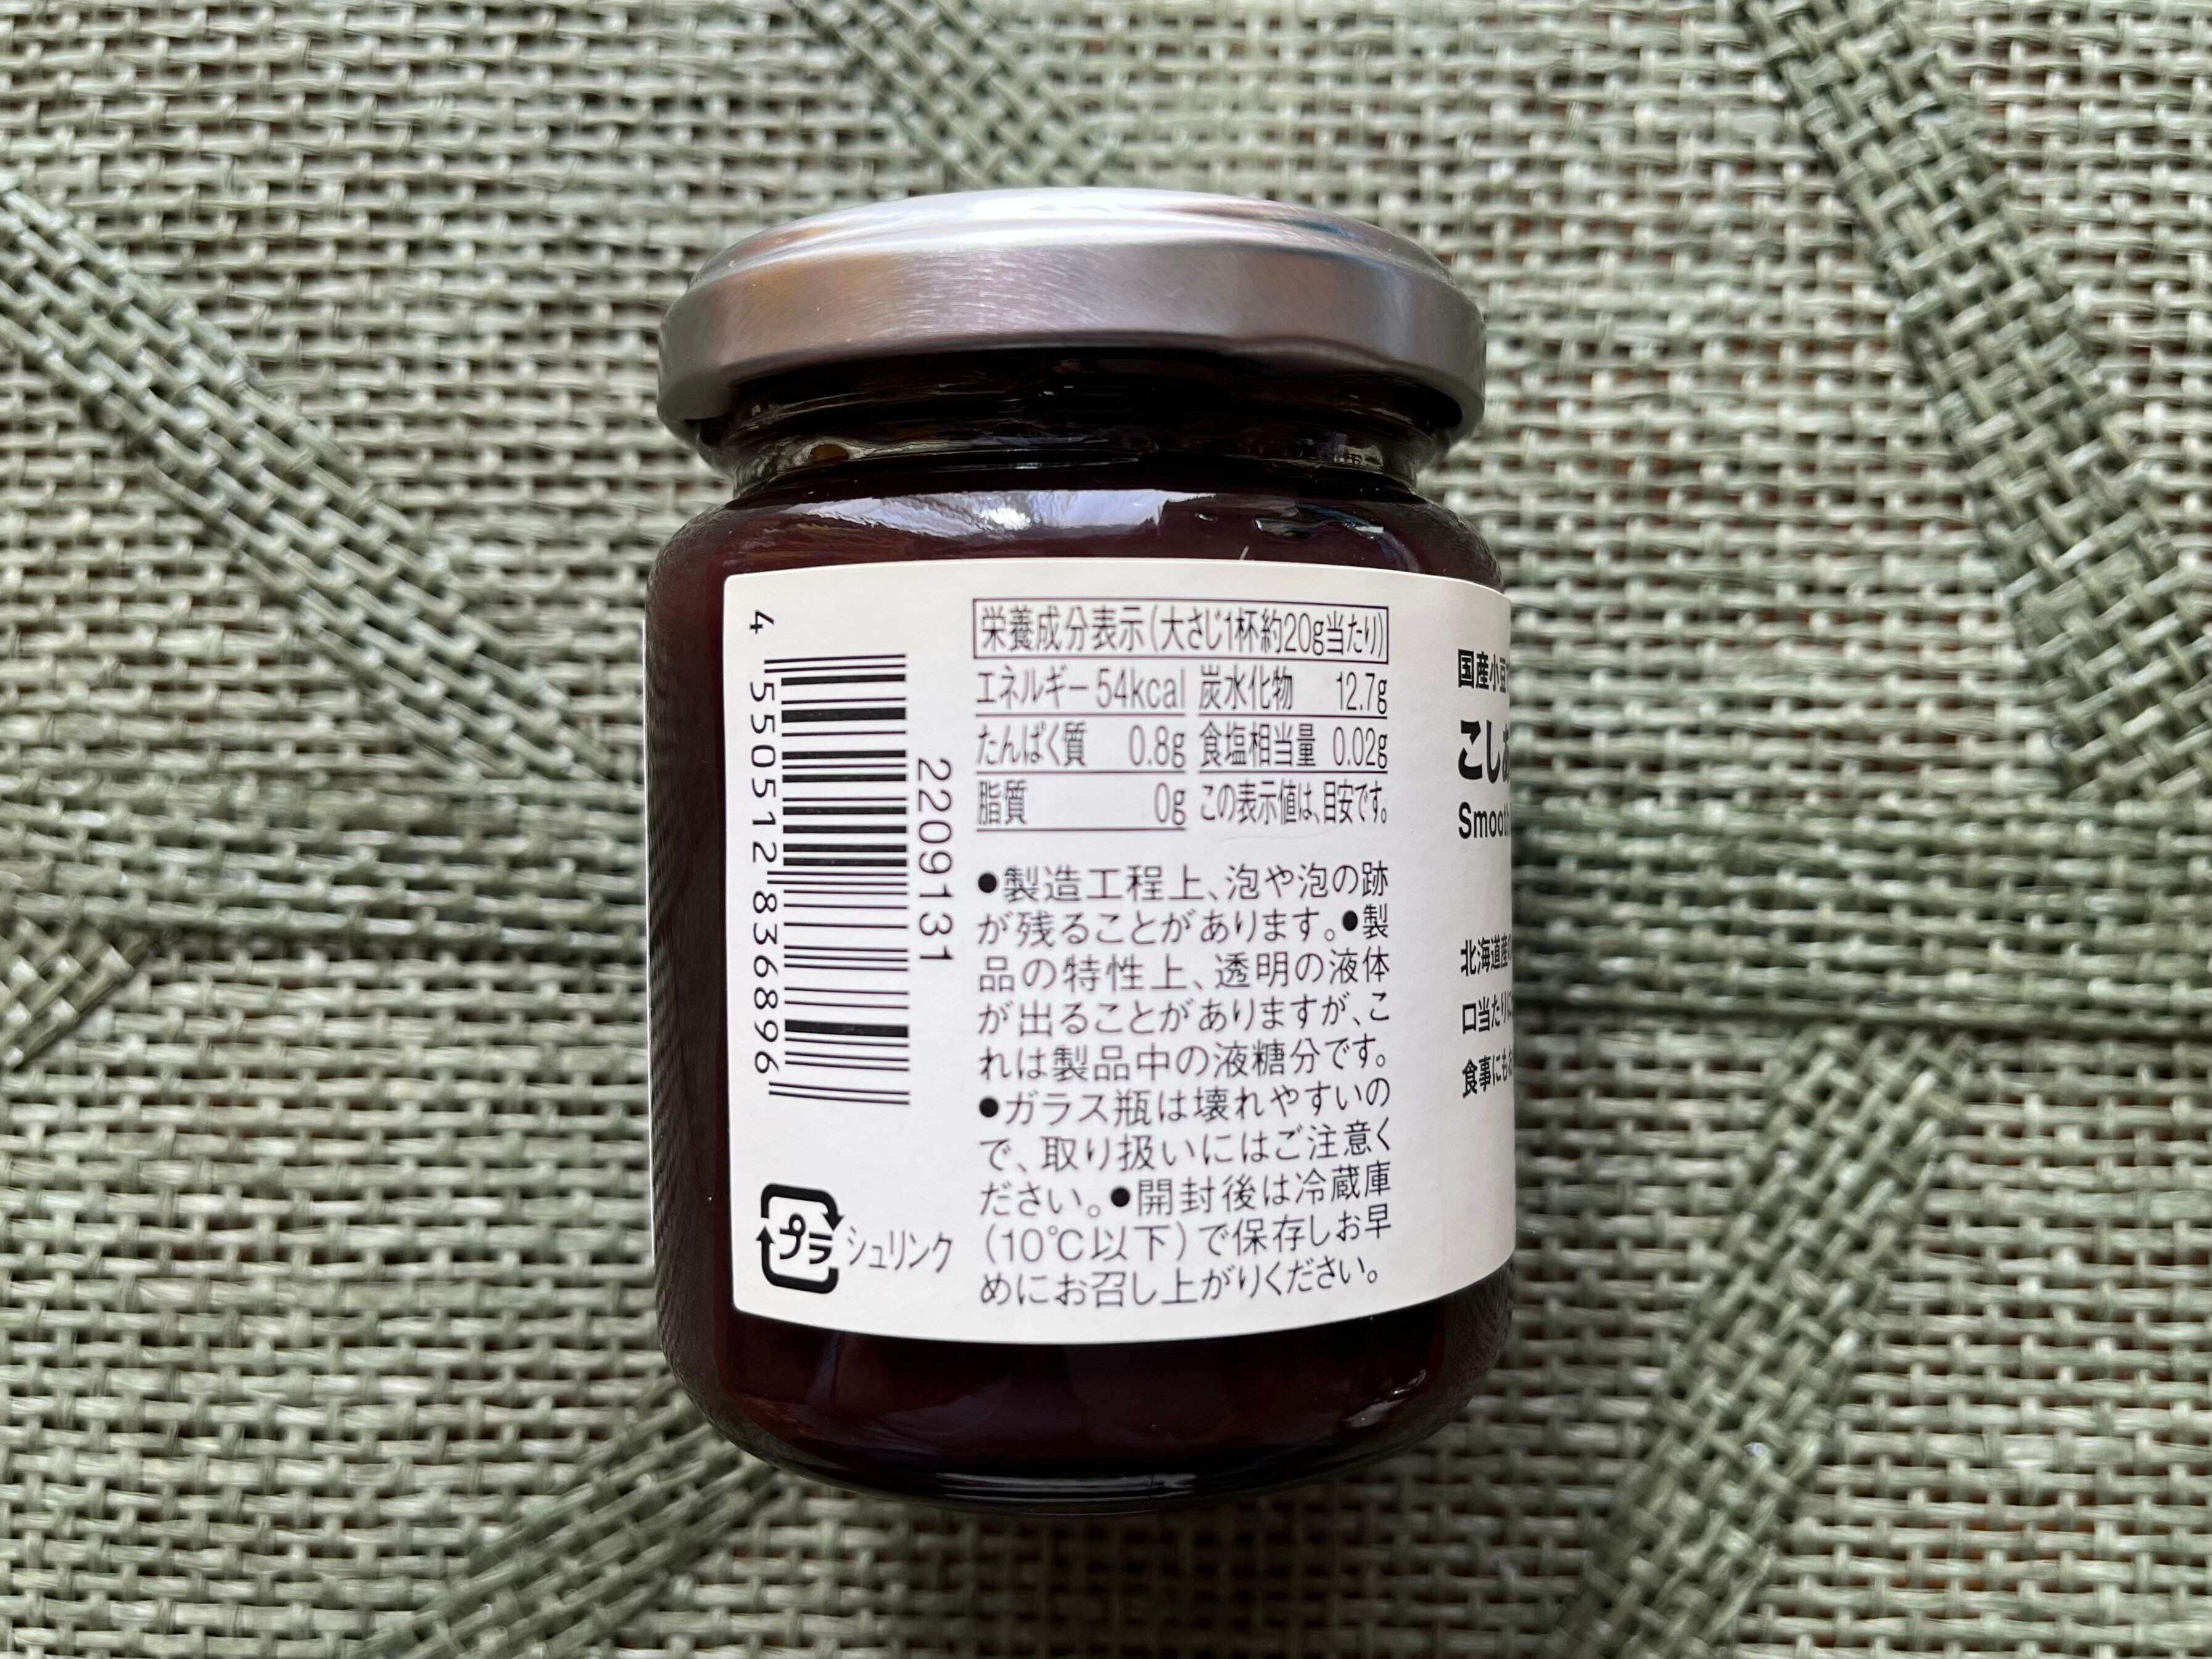 4 550512 836896
2209131
プラ シュリンク
栄養成分表示(大さじ1杯約20g当たり)
エネルギー 54kcal 炭水化物 12.7g
たんぱく質 0.8g 食塩相当量 0.02g
脂質 0g この表示値は、目安です。
●製造工程上、泡や泡の跡
が残ることがあります。●製
品の特性上、透明の液体
が出ることがありますが、こ
れは製品中の液糖分です。
●ガラス瓶は壊れやすいの
で、取り扱いにはご注意く
ださい。●開封後は冷蔵庫
(10℃以下)で保存しお早
めにお召し上がりください。
国産小豆
こしあ
Smooth
北海道産
口当たりに
食事にも